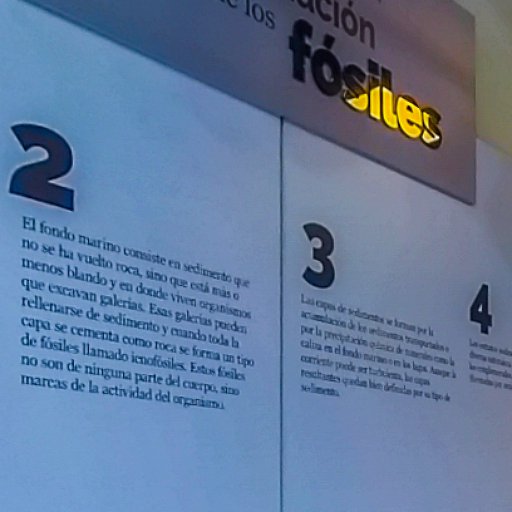 ación
de los
fósiles
2
El fondo marino consiste en sedimento que
no se ha vuelto roca, sino que está más o
menos blando y en donde viven organismos
que excavan galerías. Esas galerías pueden
rellenarse de sedimento y cuando toda la
capa se cementa como roca se forma un tipo
de fósiles llamado icnofósiles. Estos fósiles
no son de ninguna parte del cuerpo, sino
marcas de la actividad del organismo.
3
Las capas de sedimentos se forman por la
acumulación de los sedimentos transportados o
por la precipitación química de minerales como la
caliza en el fondo marino o en los lagos. Aunque la
corriente puede ser turbulenta, las capas
resultantes quedan bien definidas por su tipo de
sedimento.
4